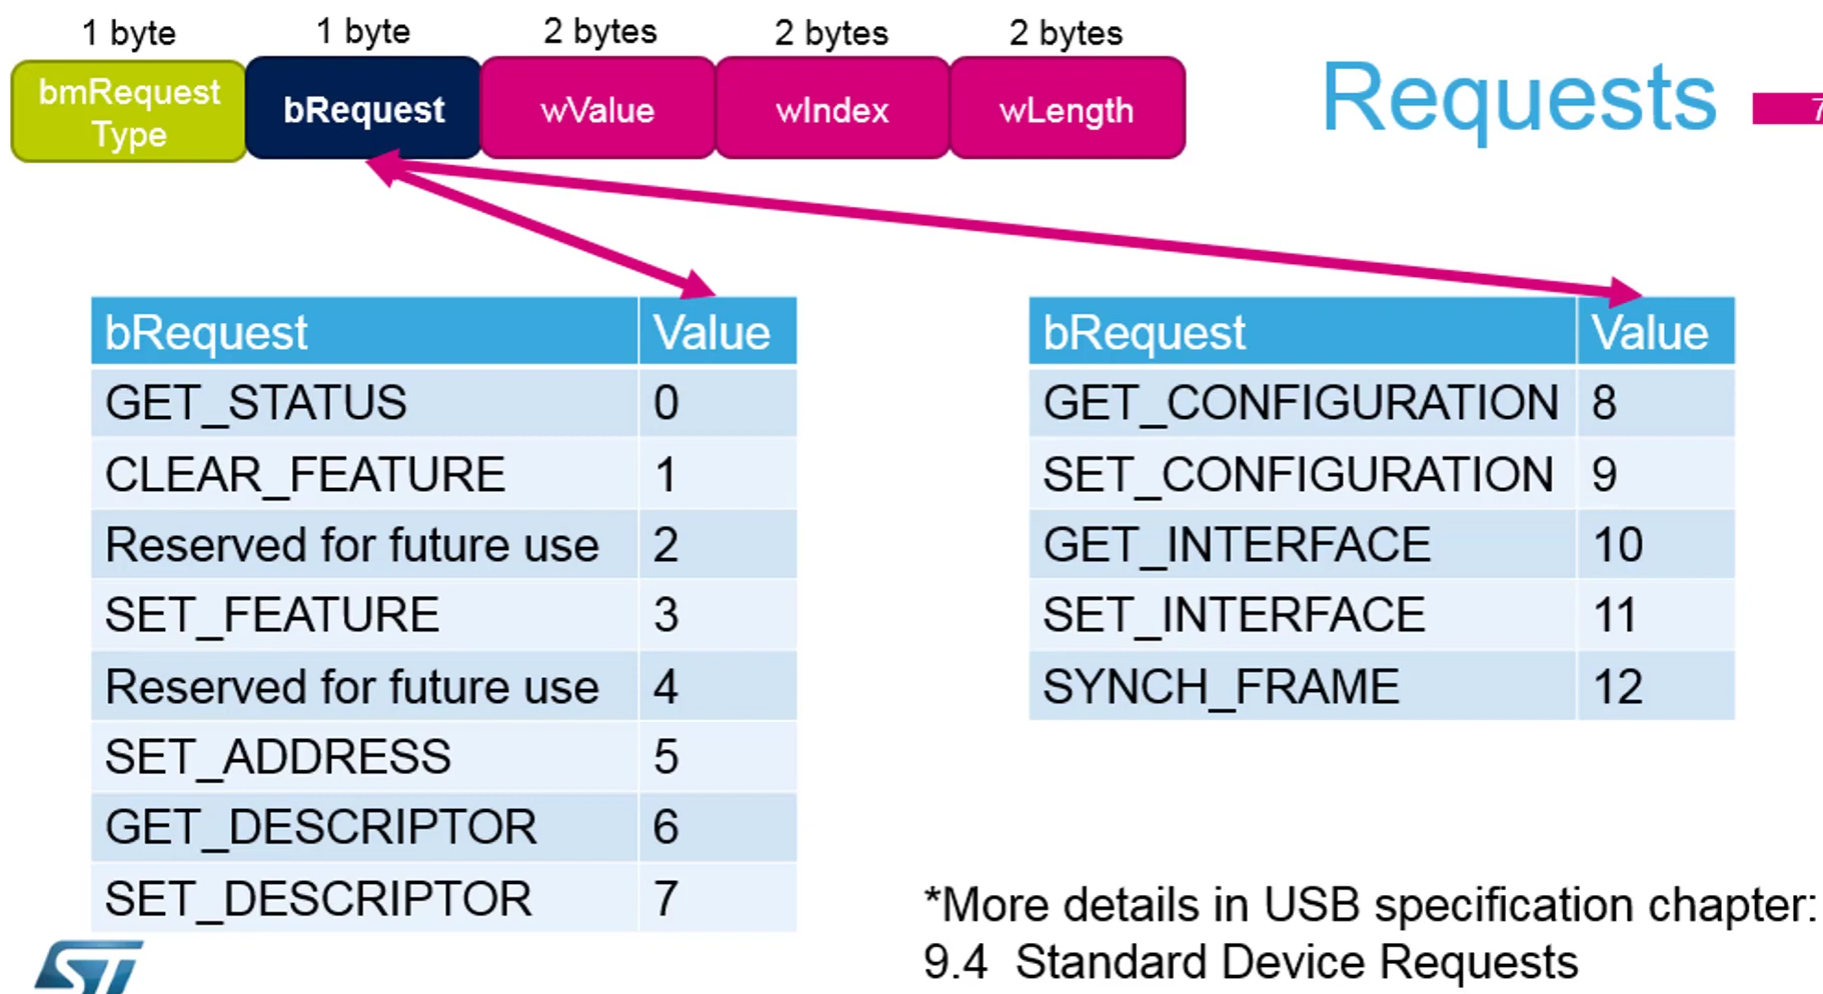 1 byte 1 byte 2 bytes 2 bytes 2 bytes
bmRequest
Type
bRequest wValue wIndex wLength
Requests
7
bRequest Value
GET_STATUS 0
CLEAR_FEATURE 1
Reserved for future use 2
SET_FEATURE 3
Reserved for future use 4
SET_ADDRESS 5
GET_DESCRIPTOR 6
SET_DESCRIPTOR 7
bRequest Value
GET_CONFIGURATION 8
SET_CONFIGURATION 9
GET_INTERFACE 10
SET_INTERFACE 11
SYNCH_FRAME 12
*More details in USB specification chapter:
9.4 Standard Device Requests
ST